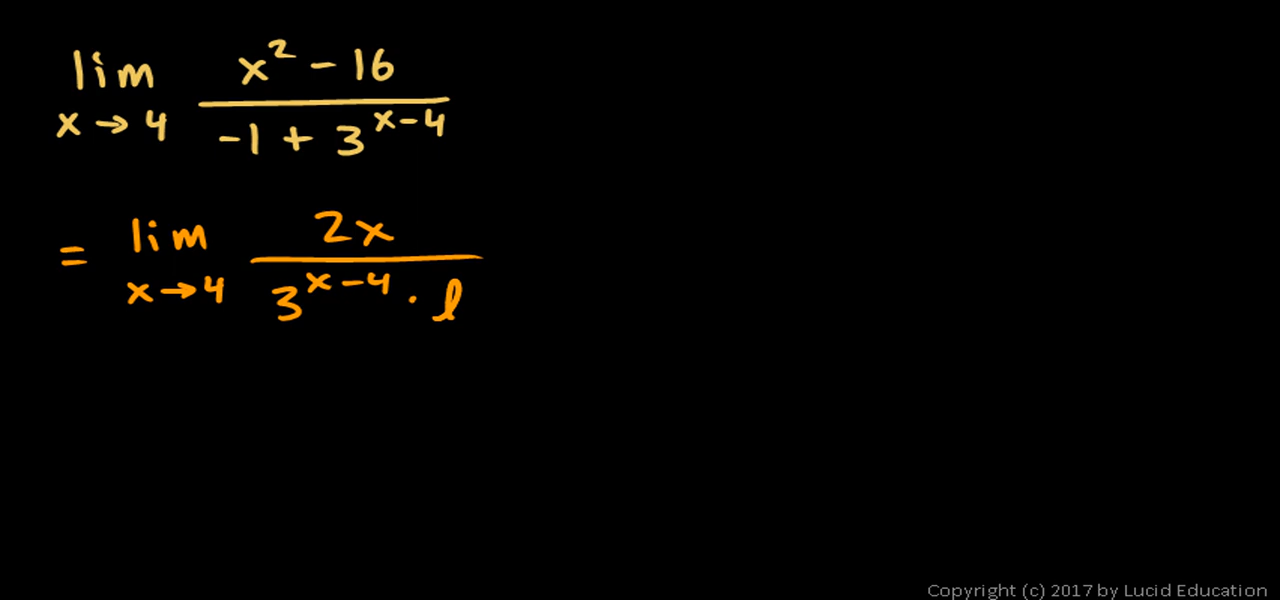 lim x→4 (x² - 16)/(-1 + 3^(x-4))
= lim x→4 2x/(3^(x-4) · l
Copyright (c) 2017 by Lucid Education